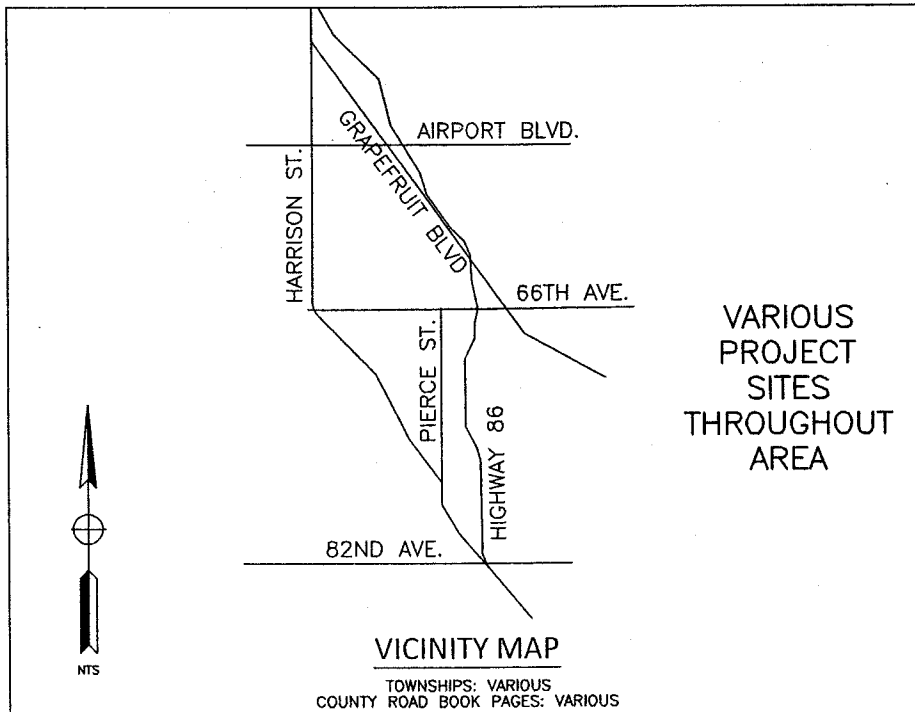 AIRPORT BLVD.
GRAPEFRUIT BLVD
HARRISON ST.
66TH AVE.
PIERCE ST.
HIGHWAY 86
82ND AVE.
VARIOUS
PROJECT
SITES
THROUGHOUT
AREA
NTS
VICINITY MAP
TOWNSHIPS: VARIOUS
COUNTY ROAD BOOK PAGES: VARIOUS